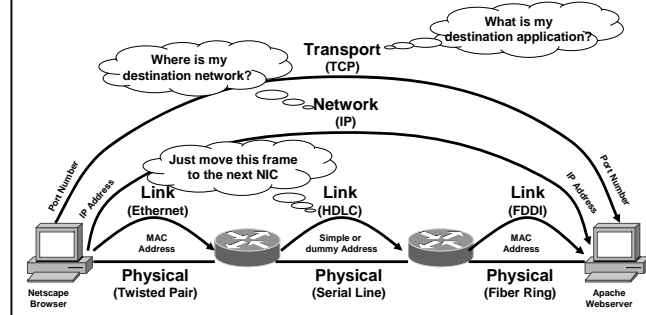 What is my
destination application?
Transport
(TCP)
Where is my
destination network?
Network
(IP)
Just move this frame
to the next NIC
Port Number
IP Address
Port Number
IP Address
Link
(Ethernet)
Link
(HDLC)
Link
(FDDI)
MAC
Address
Simple or
dummy Address
MAC
Address
Netscape
Browser
Physical
(Twisted Pair)
Physical
(Serial Line)
Physical
(Fiber Ring)
Apache
Webserver